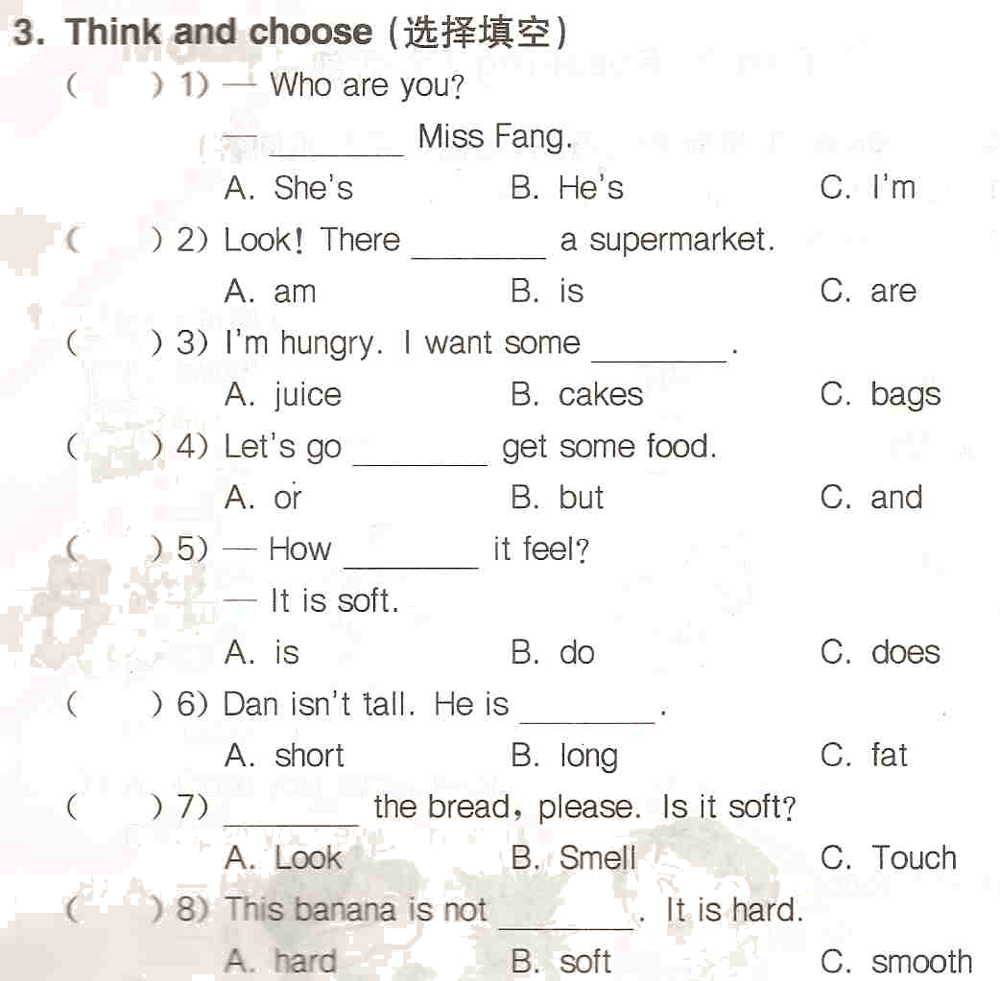 3. Think and choose (选择填空)
( ) 1) — Who are you?
— ________ Miss Fang.
A. She's B. He's C. I'm
( ) 2) Look! There ________ a supermarket.
A. am B. is C. are
( ) 3) I'm hungry. I want some ________.
A. juice B. cakes C. bags
( ) 4) Let's go ________ get some food.
A. or B. but C. and
( ) 5) — How ________ it feel?
— It is soft.
A. is B. do C. does
( ) 6) Dan isn't tall. He is ________.
A. short B. long C. fat
( ) 7) ________ the bread, please. Is it soft?
A. Look B. Smell C. Touch
( ) 8) This banana is not ________. It is hard.
A. hard B. soft C. smooth